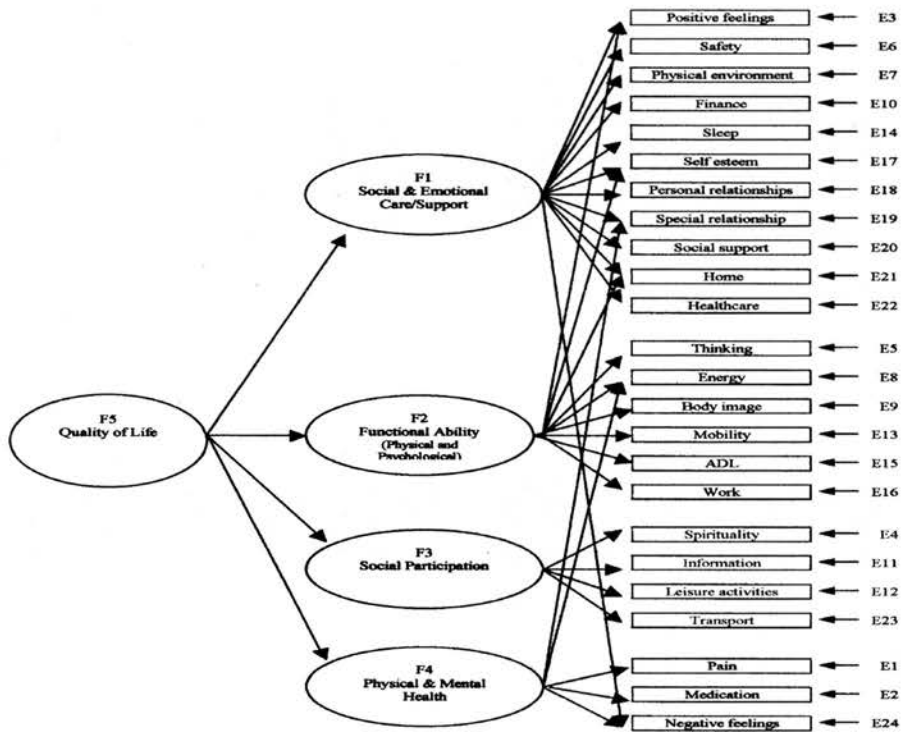 Positive feelings E3
Safety E6
Physical environment E7
Finance E10
Sleep E14
Self esteem E17
Personal relationships E18
Special relationship E19
Social support E20
Home E21
Healthcare E22
F1
Social & Emotional
Care/Support
Thinking E5
Energy E8
Body image E9
Mobility E13
ADL E15
Work E16
F5
Quality of Life
F2
Functional Ability
(Physical and
Psychological)
Spirituality E4
Information E11
Leisure activities E12
Transport E23
F3
Social Participation
Pain E1
Medication E2
Negative feelings E24
F4
Physical & Mental
Health